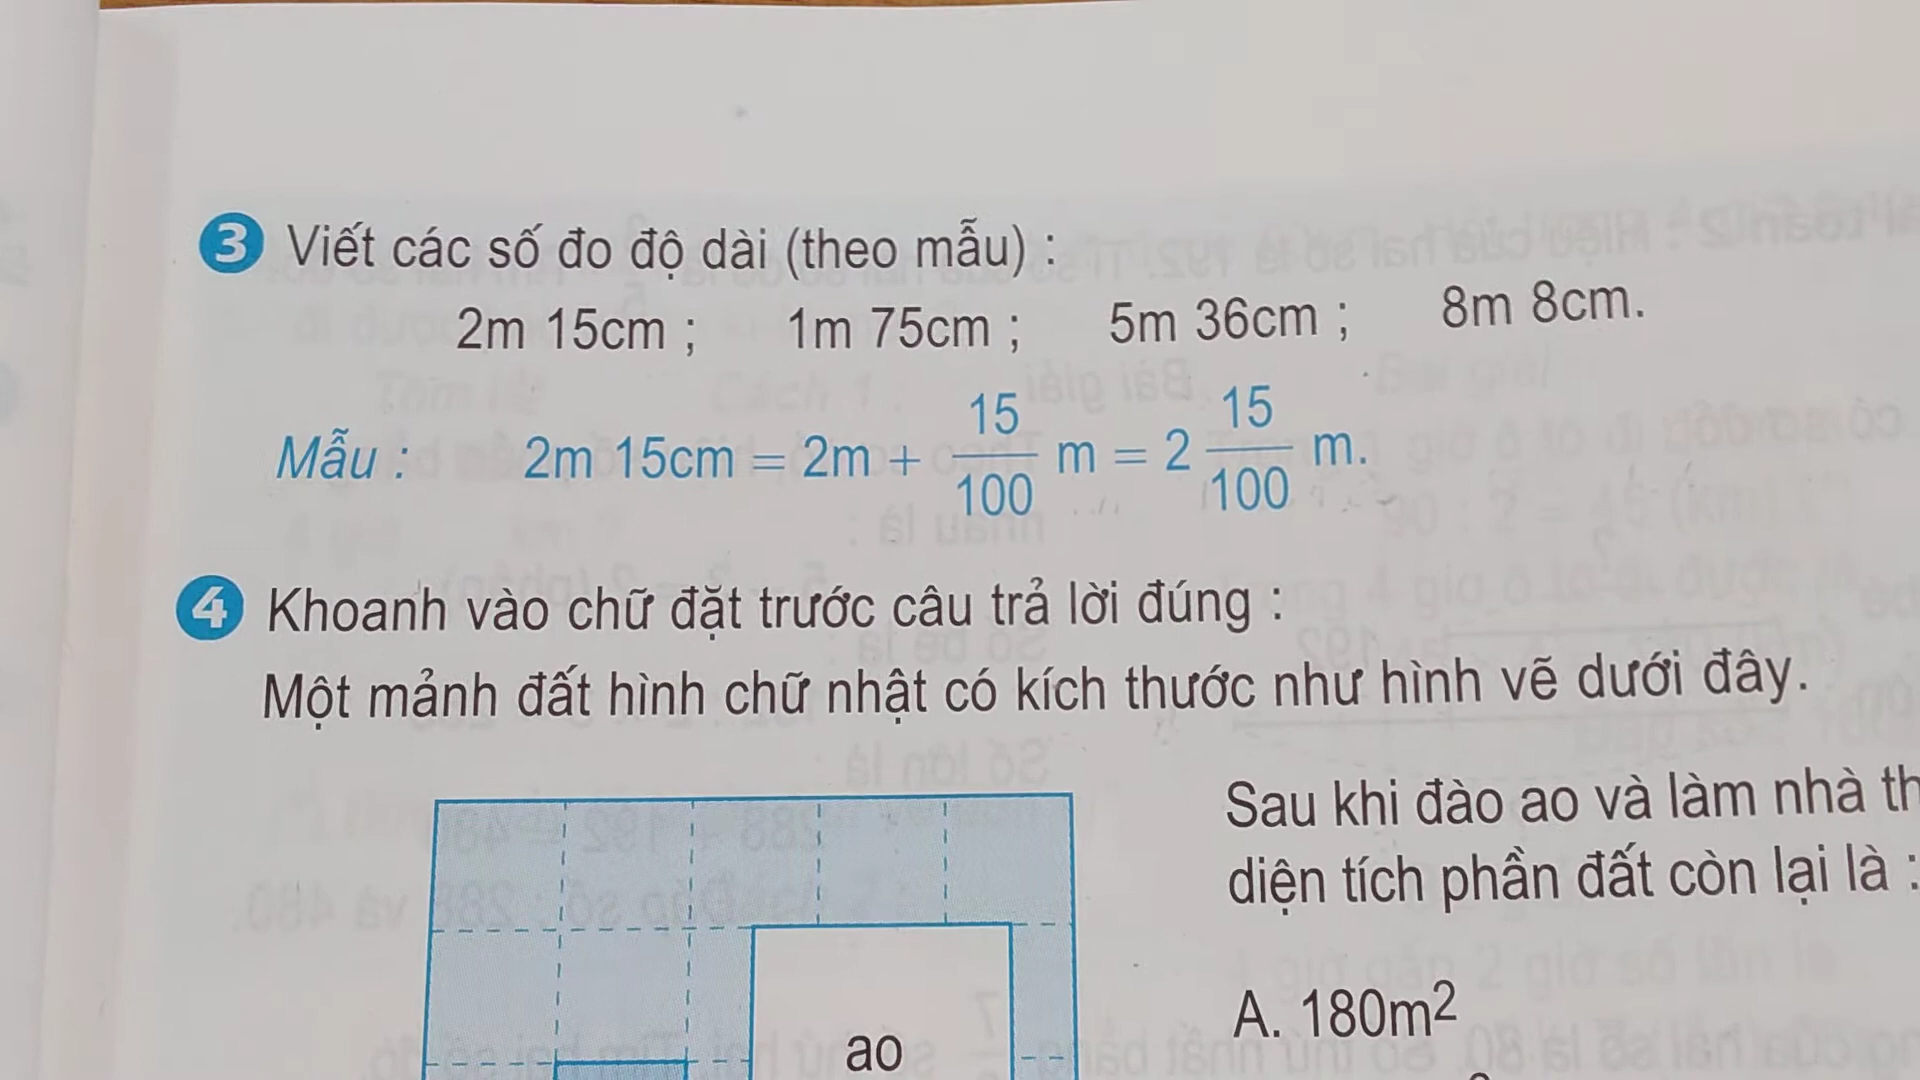 3 Viết các số đo độ dài (theo mẫu) :
2m 15cm ; 1m 75cm ; 5m 36cm ; 8m 8cm.
Mẫu : 2m 15cm = 2m + 15/100 m = 2 15/100 m.
4 Khoanh vào chữ đặt trước câu trả lời đúng :
Một mảnh đất hình chữ nhật có kích thước như hình vẽ dưới đây.
Sau khi đào ao và làm nhà th
diện tích phần đất còn lại là :
A. 180m²
ao